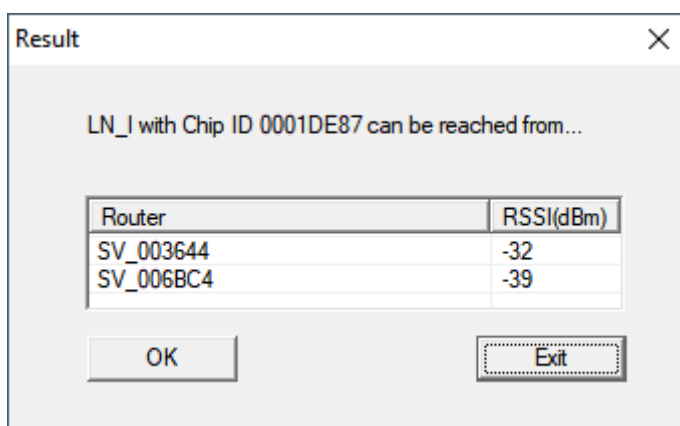 Result
LN_I with Chip ID 0001DE87 can be reached from...
Router RSSI(dBm)
SV_003644 -32
SV_006BC4 -39
OK Exit